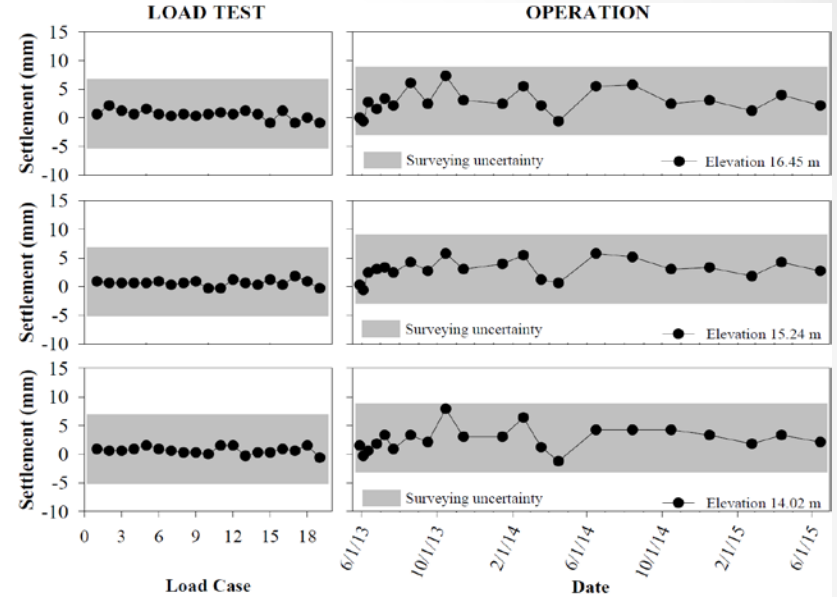 LOAD TEST
OPERATION
Settlement (mm)
15
10
5
0
-5
-10
Surveying uncertainty
Elevation 16.45 m
Settlement (mm)
15
10
5
0
-5
-10
Surveying uncertainty
Elevation 15.24 m
Settlement (mm)
15
10
5
0
-5
-10
Surveying uncertainty
Elevation 14.02 m
0 3 6 9 12 15 18
6/1/13 10/1/13 2/1/14 6/1/14 10/1/14 2/1/15 6/1/15
Load Case
Date